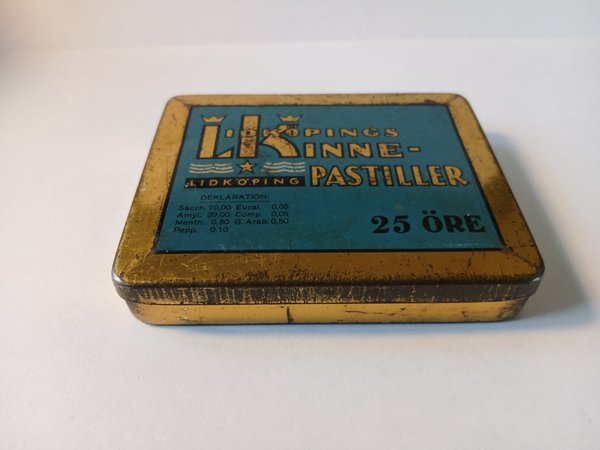 LIDKÖPINGS
KINNE-
LIDKÖPING PASTILLER
DEKLARATION:
Sacch. 70,00 Eucal. 0,05
Amyl. 29,00 Comp. 0,05
Menth. 0,30 G. Arab. 0,50
Pepp. 0,10
25 ÖRE